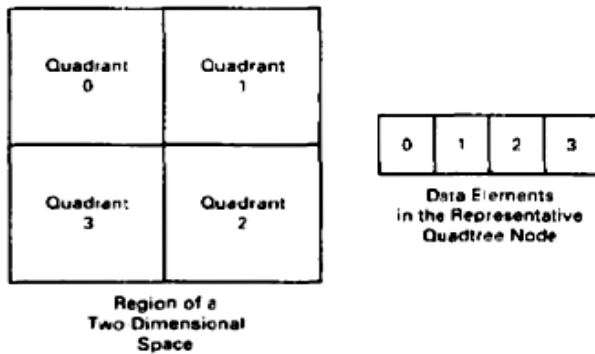 Quadrant
0
Quadrant
1
Quadrant
3
Quadrant
2
Region of a
Two Dimensional
Space
0 1 2 3
Data Elements
in the Representative
Quadtree Node